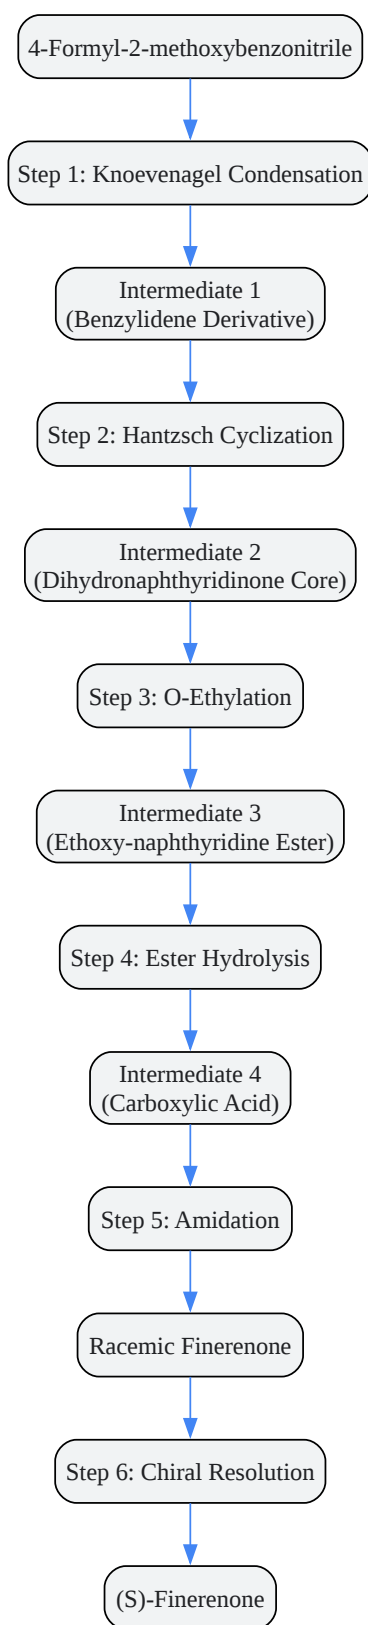 4-Formyl-2-methoxybenzonitrile
Step 1: Knoevenagel Condensation
Intermediate 1
(Benzylidene Derivative)
Step 2: Hantzsch Cyclization
Intermediate 2
(Dihydronaphthyridinone Core)
Step 3: O-Ethylation
Intermediate 3
(Ethoxy-naphthyridine Ester)
Step 4: Ester Hydrolysis
Intermediate 4
(Carboxylic Acid)
Step 5: Amidation
Racemic Finerenone
Step 6: Chiral Resolution
(S)-Finerenone